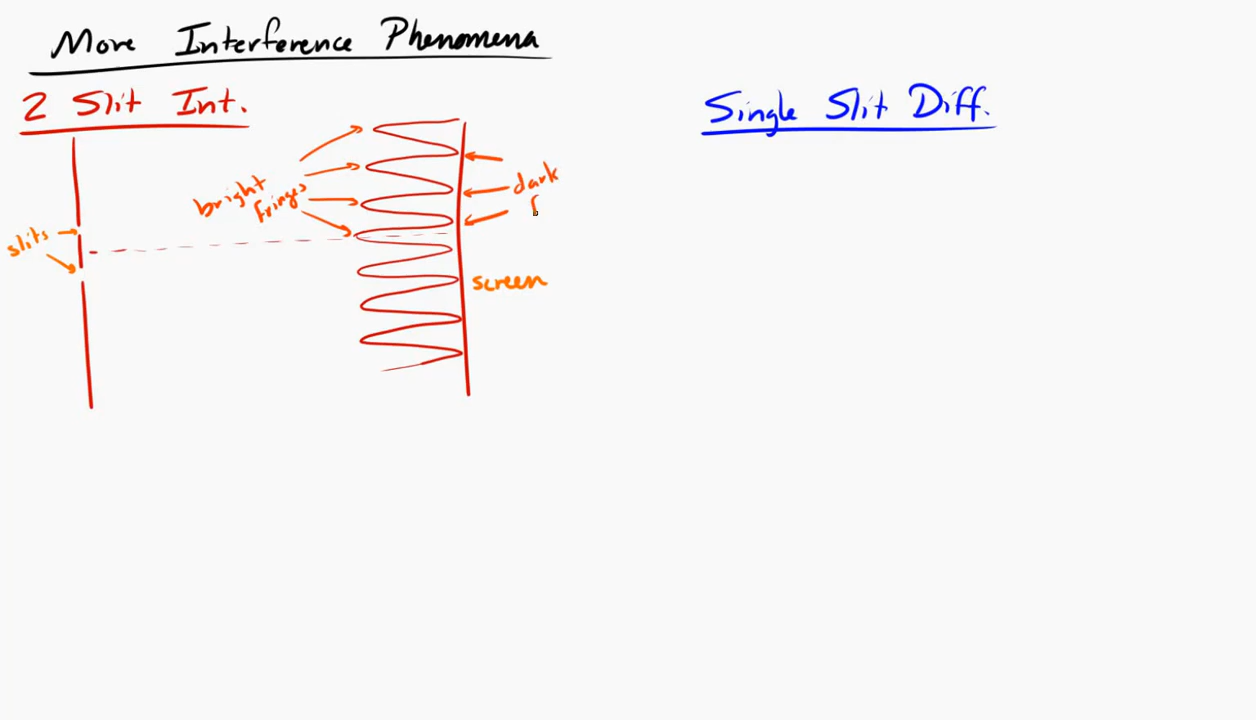 More Interference Phenomena
2 Slit Int.
Single Slit Diff.
bright
fringes
dark
f
slits
screen